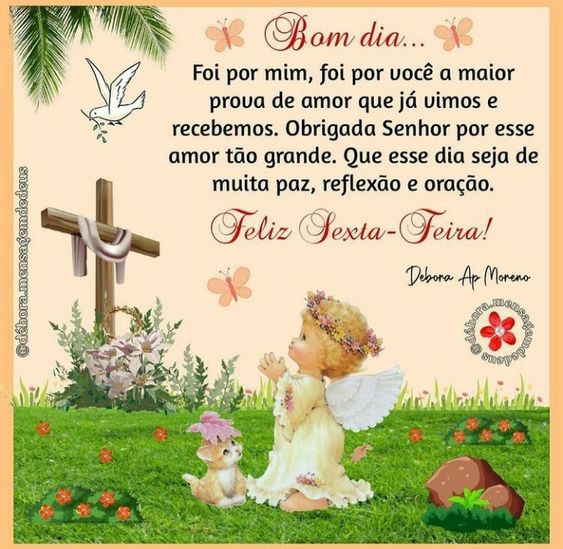 Bom dia...
Foi por mim, foi por você a maior
prova de amor que já vimos e
recebemos. Obrigada Senhor por esse
amor tão grande. Que esse dia seja de
muita paz, reflexão e oração.
Feliz Sexta-Feira!
Debora Ap Moreno
@débora.mensagemdedeus
@débora.mensagemdedeus